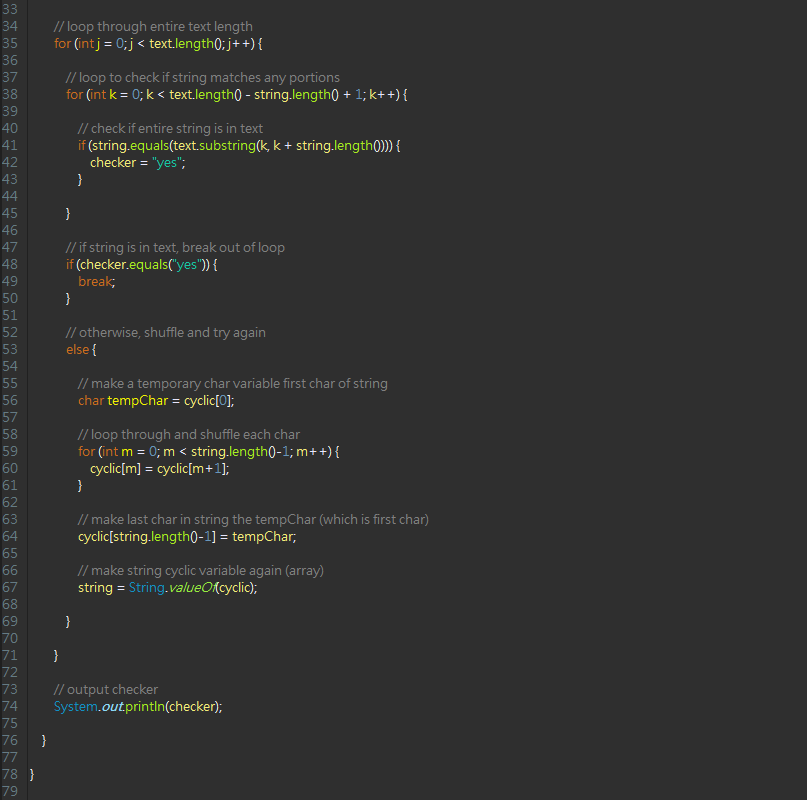 33
34 // loop through entire text length
35 for (int j = 0; j < text.length(); j++) {
36
37 // loop to check if string matches any portions
38 for (int k = 0; k < text.length() - string.length() + 1; k++) {
39
40 // check if entire string is in text
41 if (string.equals(text.substring(k, k + string.length()))) {
42 checker = "yes";
43 }
44
45 }
46
47 // if string is in text, break out of loop
48 if (checker.equals("yes")) {
49 break;
50 }
51
52 // otherwise, shuffle and try again
53 else {
54
55 // make a temporary char variable first char of string
56 char tempChar = cyclic[0];
57
58 // loop through and shuffle each char
59 for (int m = 0; m < string.length()-1; m++) {
60 cyclic[m] = cyclic[m+1];
61 }
62
63 // make last char in string the tempChar (which is first char)
64 cyclic[string.length()-1] = tempChar;
65
66 // make string cyclic variable again (array)
67 string = String.valueOf(cyclic);
68
69 }
70
71 }
72
73 // output checker
74 System.out.println(checker);
75
76 }
77
78 }
79